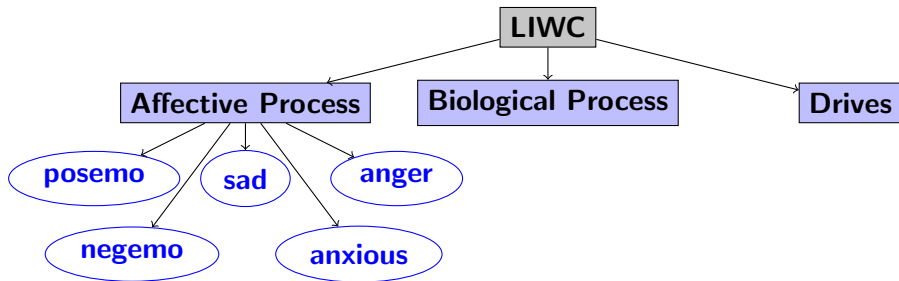 LIWC
Affective Process
Biological Process
Drives
posemo
sad
anger
negemo
anxious